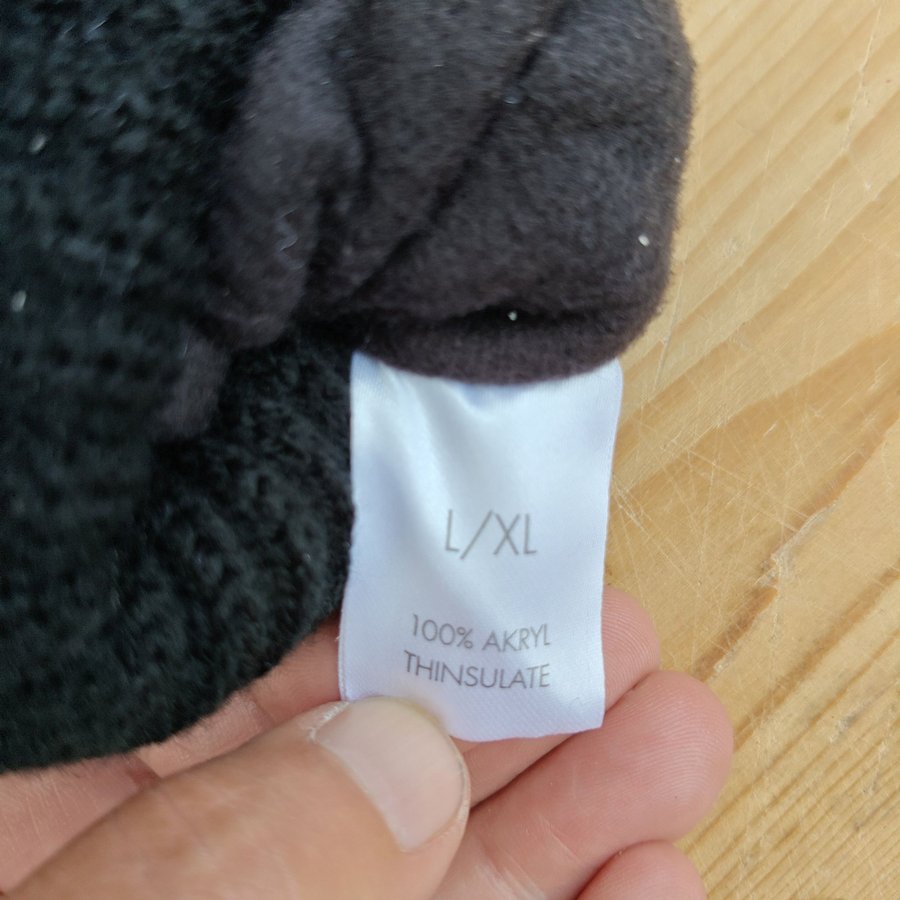 L/XL
100% AKRYL
THINSULATE